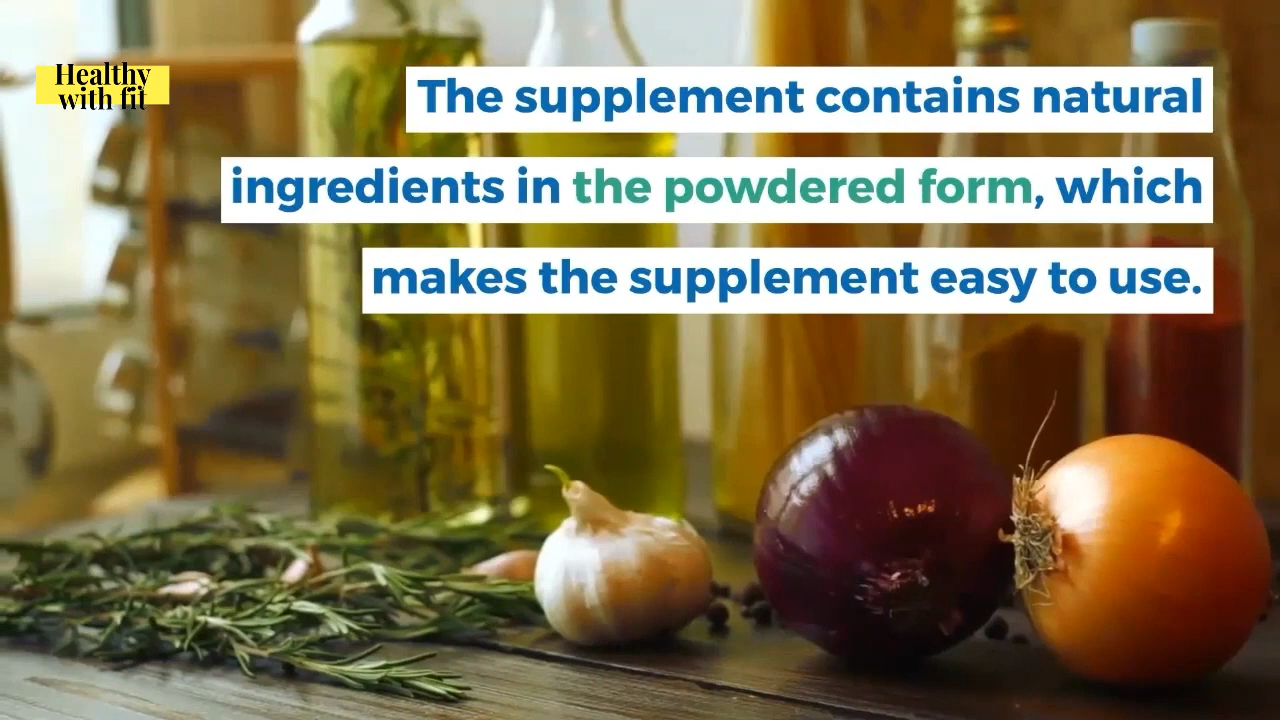 Healthy
with fit
The supplement contains natural
ingredients in the powdered form, which
makes the supplement easy to use.